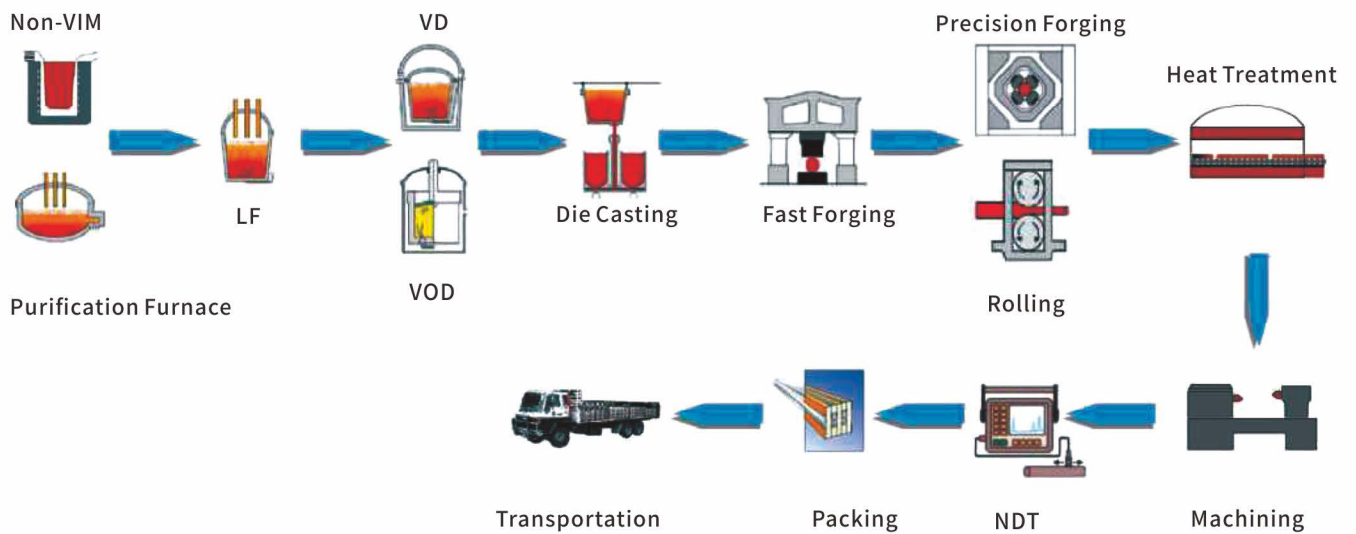 Non-VIM
VD
Precision Forging
Heat Treatment
LF
Die Casting
Fast Forging
VOD
Purification Furnace
Rolling
Transportation
Packing
NDT
Machining